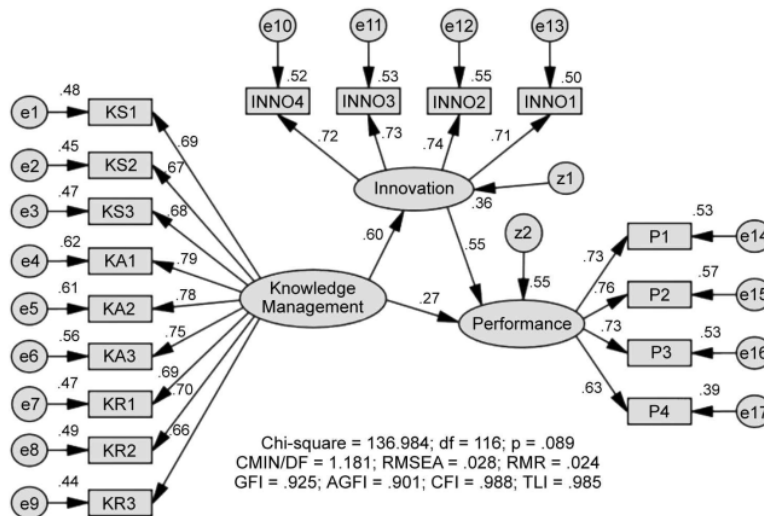 e10
e11
e12
e13
.52
.53
.55
.50
INNO4
INNO3
INNO2
INNO1
.72
.73
.74
.71
Innovation
.36
z1
.48
e1
KS1
.69
.45
e2
KS2
.67
.47
e3
KS3
.68
.62
e4
KA1
.79
.61
e5
KA2
.78
.56
e6
KA3
.75
.47
e7
KR1
.69
.49
e8
KR2
.70
.44
e9
KR3
.66
Knowledge
Management
.60
.55
.27
z2
.55
Performance
.73
P1
.53
e14
.76
P2
.57
e15
.73
P3
.53
e16
.63
P4
.39
e17
Chi-square = 136.984; df = 116; p = .089
CMIN/DF = 1.181; RMSEA = .028; RMR = .024
GFI = .925; AGFI = .901; CFI = .988; TLI = .985